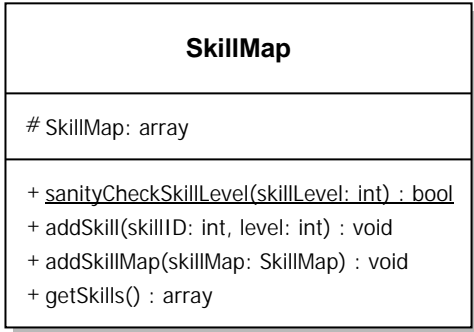 SkillMap
# SkillMap: array
+ sanityCheckSkillLevel(skillLevel: int) : bool
+ addSkill(skillID: int, level: int) : void
+ addSkillMap(skillMap: SkillMap) : void
+ getSkills() : array